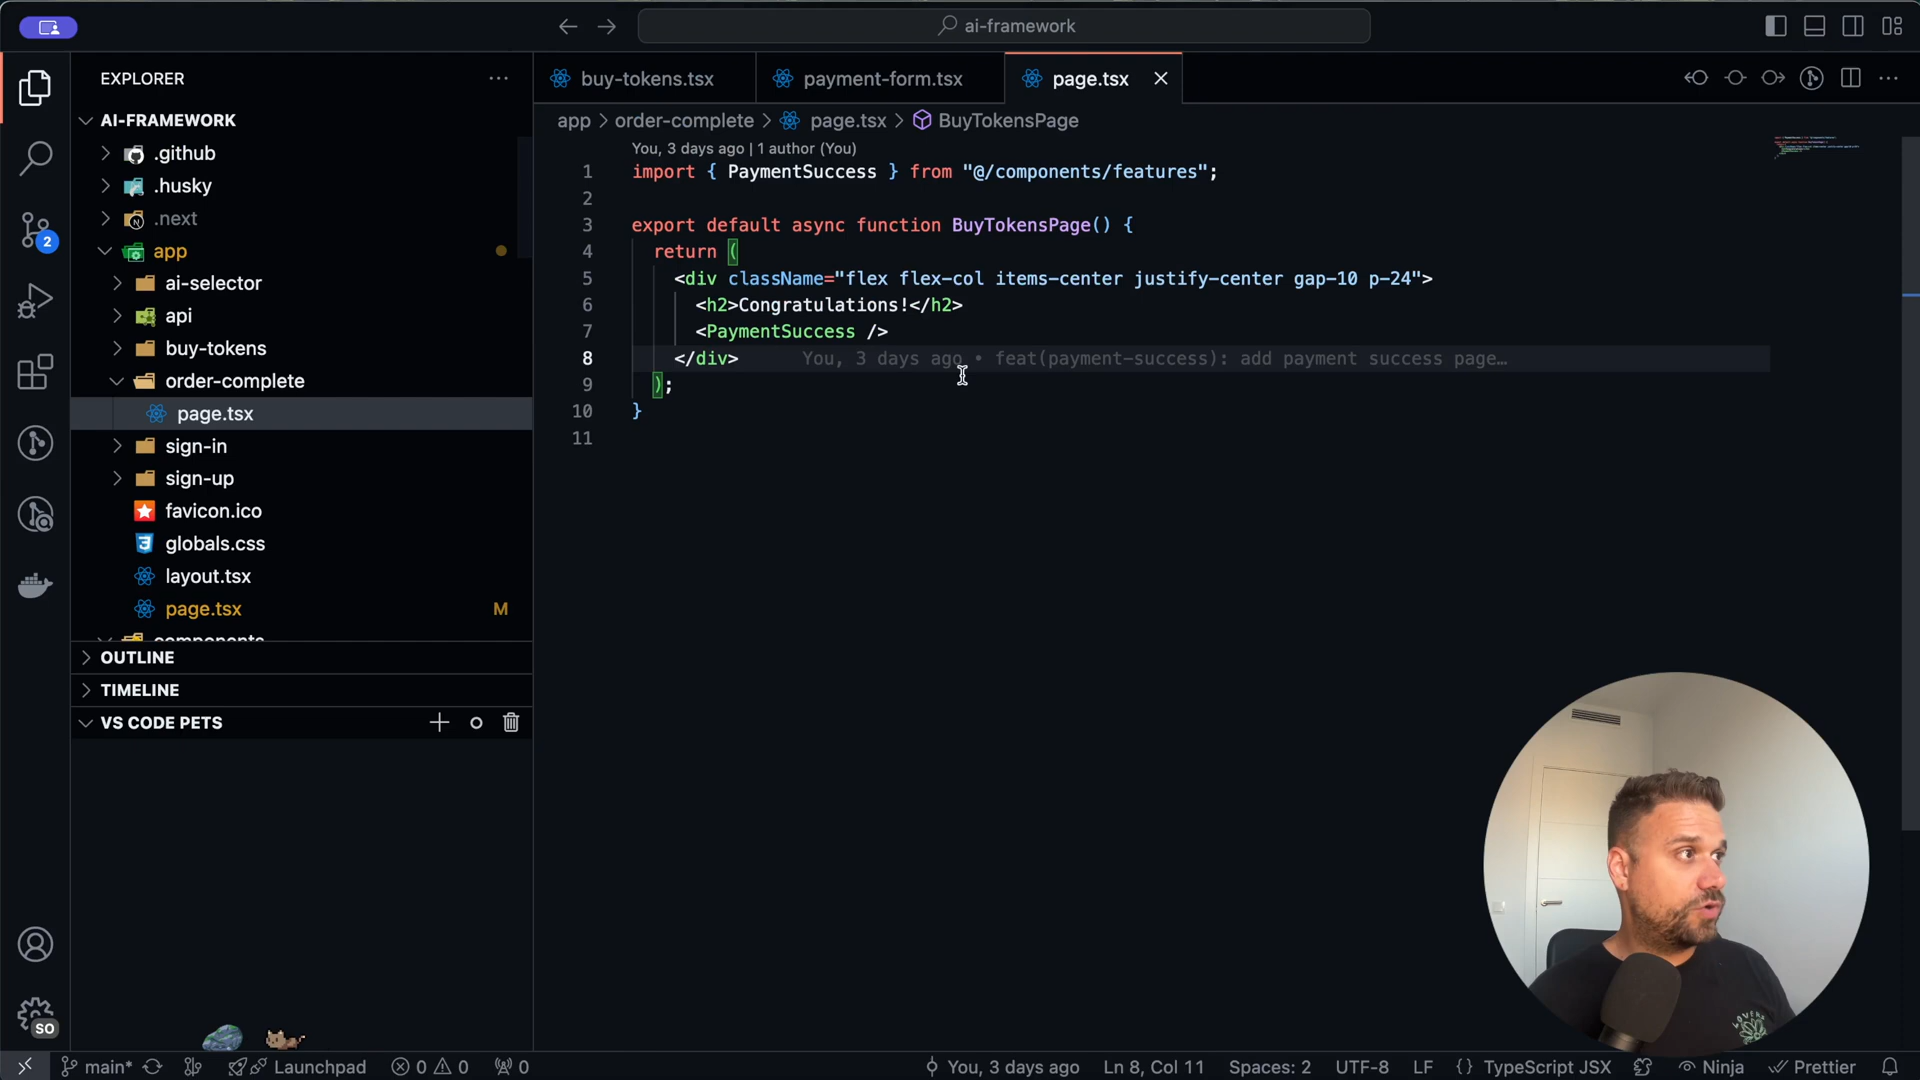 ai-framework
EXPLORER
AI-FRAMEWORK
.github
.husky
.next
app
ai-selector
api
buy-tokens
order-complete
page.tsx
sign-in
sign-up
favicon.ico
globals.css
layout.tsx
page.tsx M
components
OUTLINE
TIMELINE
VS CODE PETS
2
SO
buy-tokens.tsx payment-form.tsx page.tsx
app > order-complete > page.tsx > BuyTokensPage
You, 3 days ago | 1 author (You)
1 import { PaymentSuccess } from "@/components/features";
2
3 export default async function BuyTokensPage() {
4 return (
5 <div className="flex flex-col items-center justify-center gap-10 p-24">
6 <h2>Congratulations!</h2>
7 <PaymentSuccess />
8 </div> You, 3 days ago • feat(payment-success): add payment success page…
9 );
10 }
11
main* Launchpad 0 0 0 You, 3 days ago Ln 8, Col 11 Spaces: 2 UTF-8 LF {} TypeScript JSX Ninja Prettier